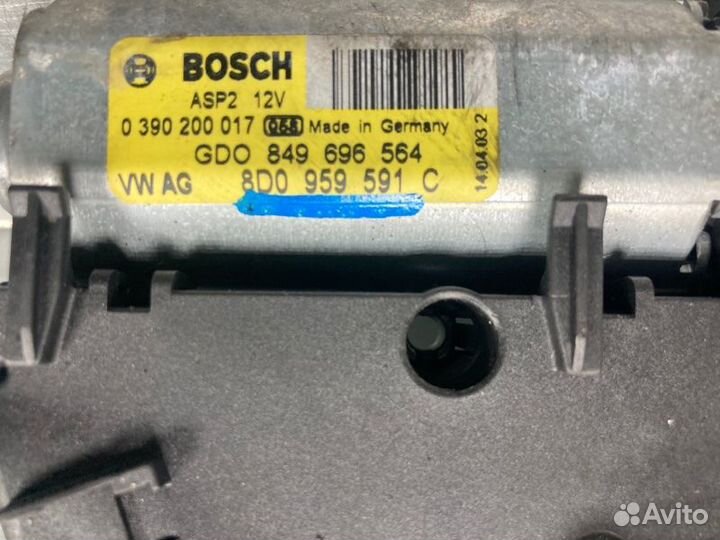 BOSCH
ASP2 12V
0 390 200 017 068 Made in Germany
GDO 849 696 564
VW AG 8D0 959 591 C
14.04.03 2
Avito